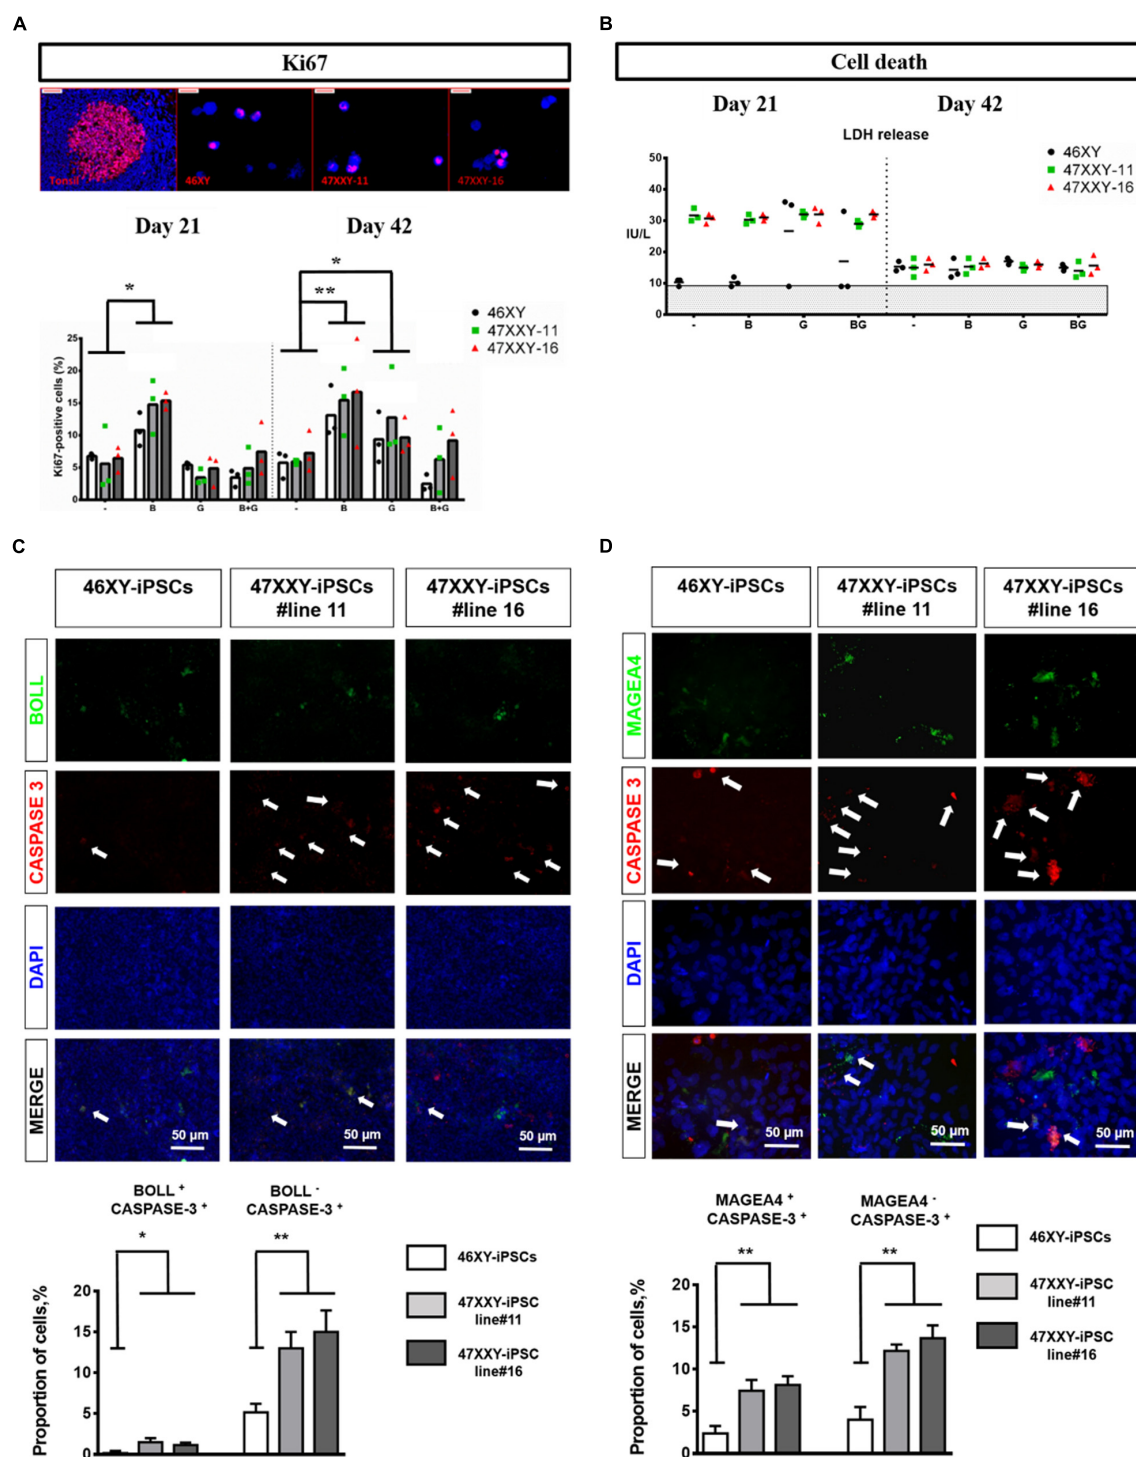 A
Ki67
Tonsil 46XY 47XXY-11 47XXY-16
Day 21 Day 42
* ** *
46XY
47XXY-11
47XXY-16
Ki67-positive cells (%)
25
20
15
10
5
0
- B G B+G - B G B+G
B
Cell death
Day 21 Day 42
LDH release
46XY
47XXY-11
47XXY-16
IU/L
50
40
30
20
10
0
- B G BG - B G BG
C
46XY-iPSCs
47XXY-iPSCs
#line 11
47XXY-iPSCs
#line 16
BOLL
CASPASE 3
DAPI
MERGE
50 µm 50 µm 50 µm
BOLL +
CASPASE-3 +
BOLL -
CASPASE-3 +
* **
Proportion of cells,%
20
15
10
5
0
46XY-iPSCs
47XXY-iPSC
line#11
47XXY-iPSC
line#16
D
46XY-iPSCs
47XXY-iPSCs
#line 11
47XXY-iPSCs
#line 16
MAGEA4
CASPASE 3
DAPI
MERGE
50 µm 50 µm 50 µm
MAGEA4 +
CASPASE-3 +
MAGEA4 -
CASPASE-3 +
** **
Proportion of cells,%
20
15
10
5
0
46XY-iPSCs
47XXY-iPSC
line#11
47XXY-iPSC
line#16